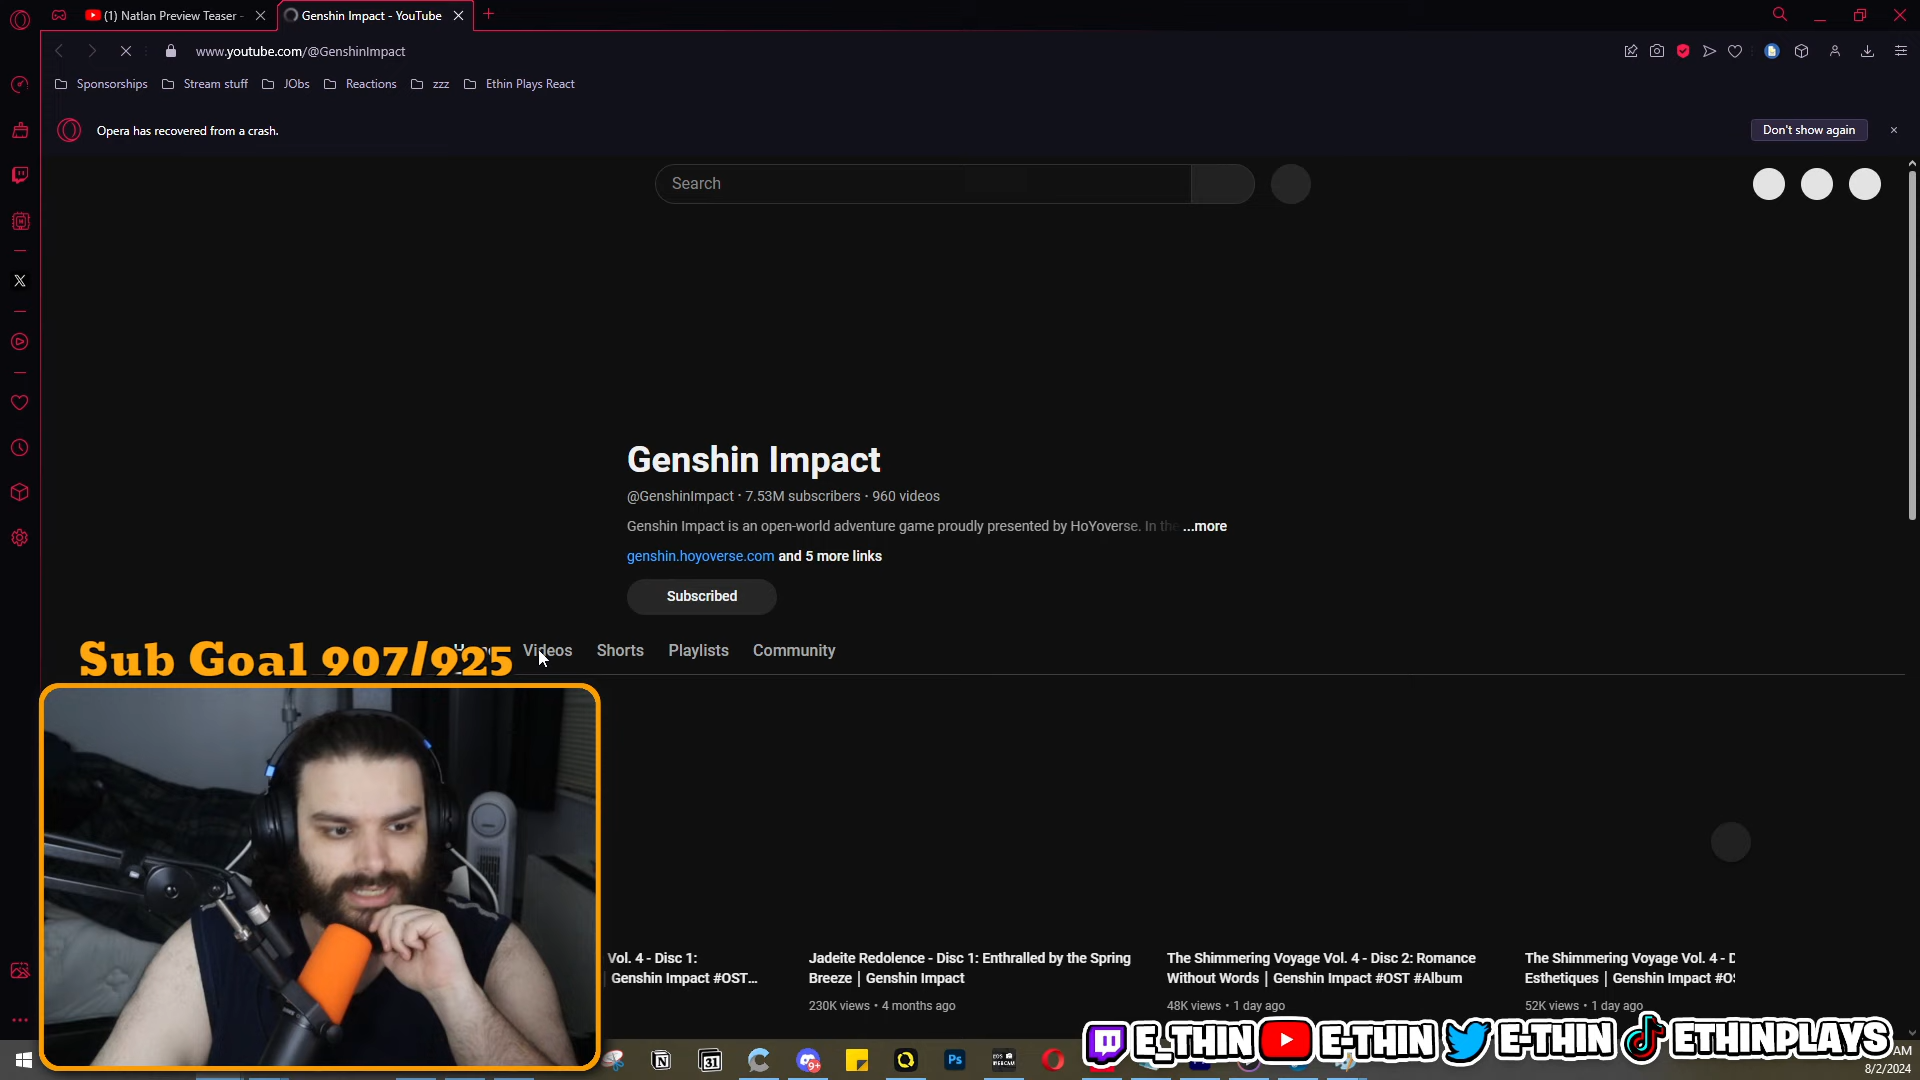 (1) Natlan Preview Teaser -
Genshin Impact - YouTube
www.youtube.com/@GenshinImpact
Sponsorships
Stream stuff
JObs
Reactions
zzz
Ethin Plays React
Opera has recovered from a crash.
Don't show again
Search
Genshin Impact
@GenshinImpact · 7.53M subscribers · 960 videos
Genshin Impact is an open-world adventure game proudly presented by HoYoverse. In the ...more
genshin.hoyoverse.com and 5 more links
Subscribed
Sub Goal 907/925
Videos
Shorts
Playlists
Community
Vol. 4 - Disc 1:
| Genshin Impact #OST...
Jadeite Redolence - Disc 1: Enthralled by the Spring
Breeze | Genshin Impact
230K views • 4 months ago
The Shimmering Voyage Vol. 4 - Disc 2: Romance
Without Words | Genshin Impact #OST #Album
48K views • 1 day ago
The Shimmering Voyage Vol. 4 -
Esthetiques | Genshin Impact
52K views • 1 day ago
E_THIN
E-THIN
E-THIN
ETHINPLAYS
31
9+
Ps
AM
8/2/2024